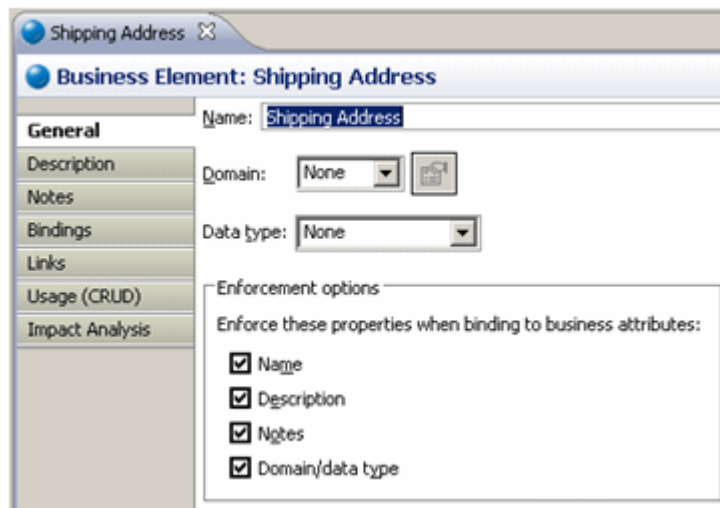 Shipping Address
Business Element: Shipping Address
General
Description
Notes
Bindings
Links
Usage (CRUD)
Impact Analysis
Name: Shipping Address
Domain: None
Data type: None
Enforcement options
Enforce these properties when binding to business attributes:
Name
Description
Notes
Domain/data type